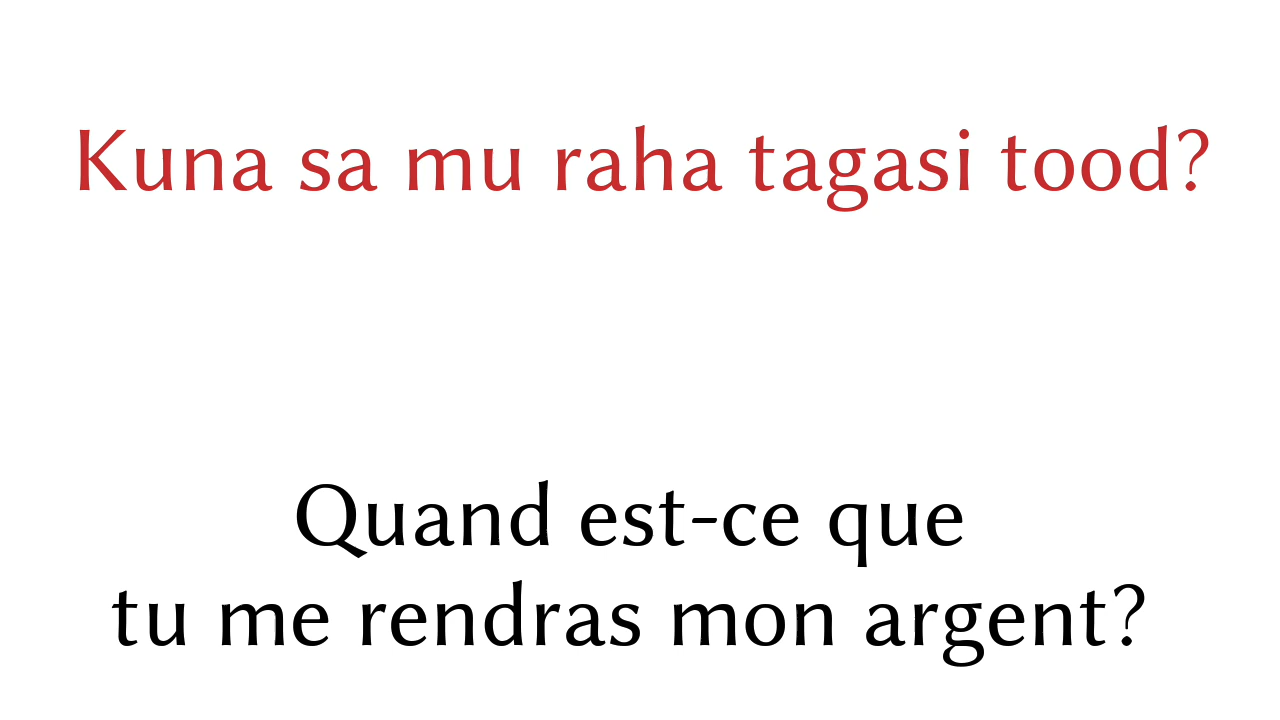 Kuna sa mu raha tagasi tood?
Quand est-ce que
tu me rendras mon argent?